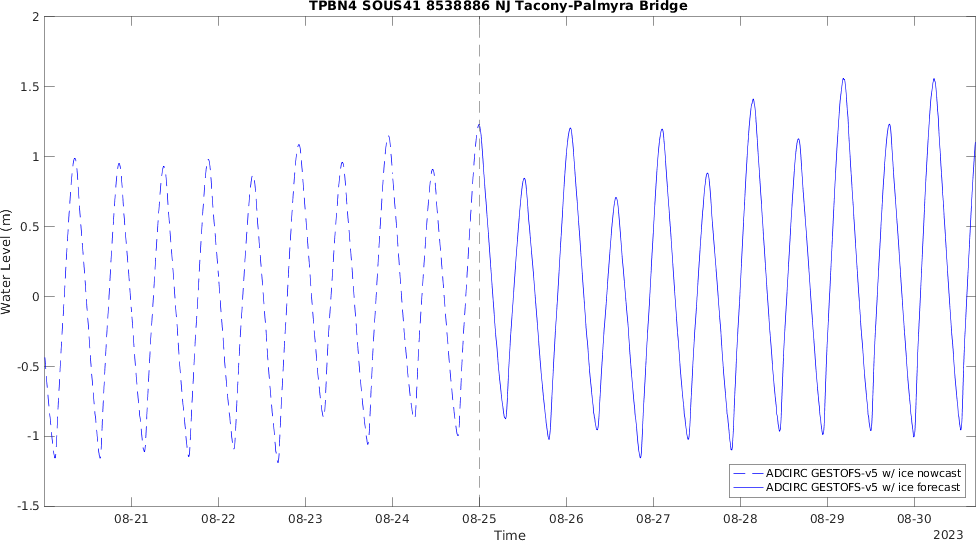 TPBN4 SOUS41 8538886 NJ Tacony-Palmyra Bridge
2
1.5
1
0.5
0
-0.5
-1
-1.5
Water Level (m)
ADCIRC GESTOFS-v5 w/ ice nowcast
ADCIRC GESTOFS-v5 w/ ice forecast
08-21 08-22 08-23 08-24 08-25 08-26 08-27 08-28 08-29 08-30
Time
2023